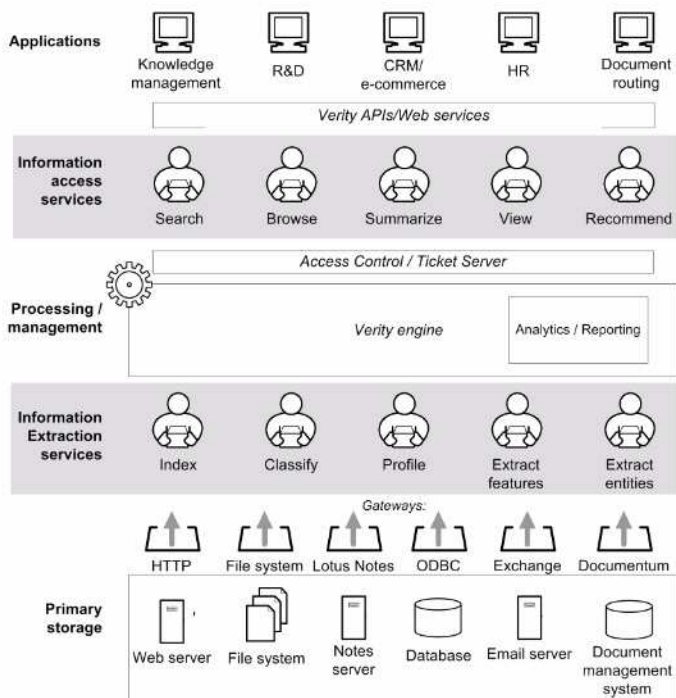 Applications
Knowledge
management
R&D
CRM/
e-commerce
HR
Document
routing
Verity APIs/Web services
Information
access
services
Search
Browse
Summarize
View
Recommend
Access Control / Ticket Server
Processing /
management
Verity engine
Analytics / Reporting
Information
Extraction
services
Index
Classify
Profile
Extract
features
Extract
entities
Gateways:
HTTP
File system
Lotus Notes
ODBC
Exchange
Documentum
Primary
storage
Web server
File system
Notes
server
Database
Email server
Document
management
system